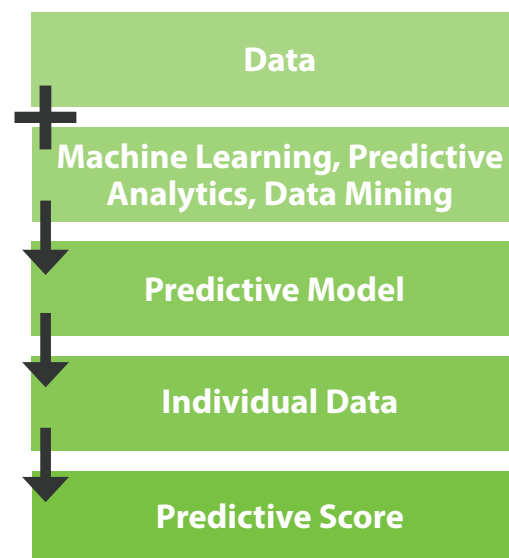 Data
Machine Learning, Predictive
Analytics, Data Mining
Predictive Model
Individual Data
Predictive Score